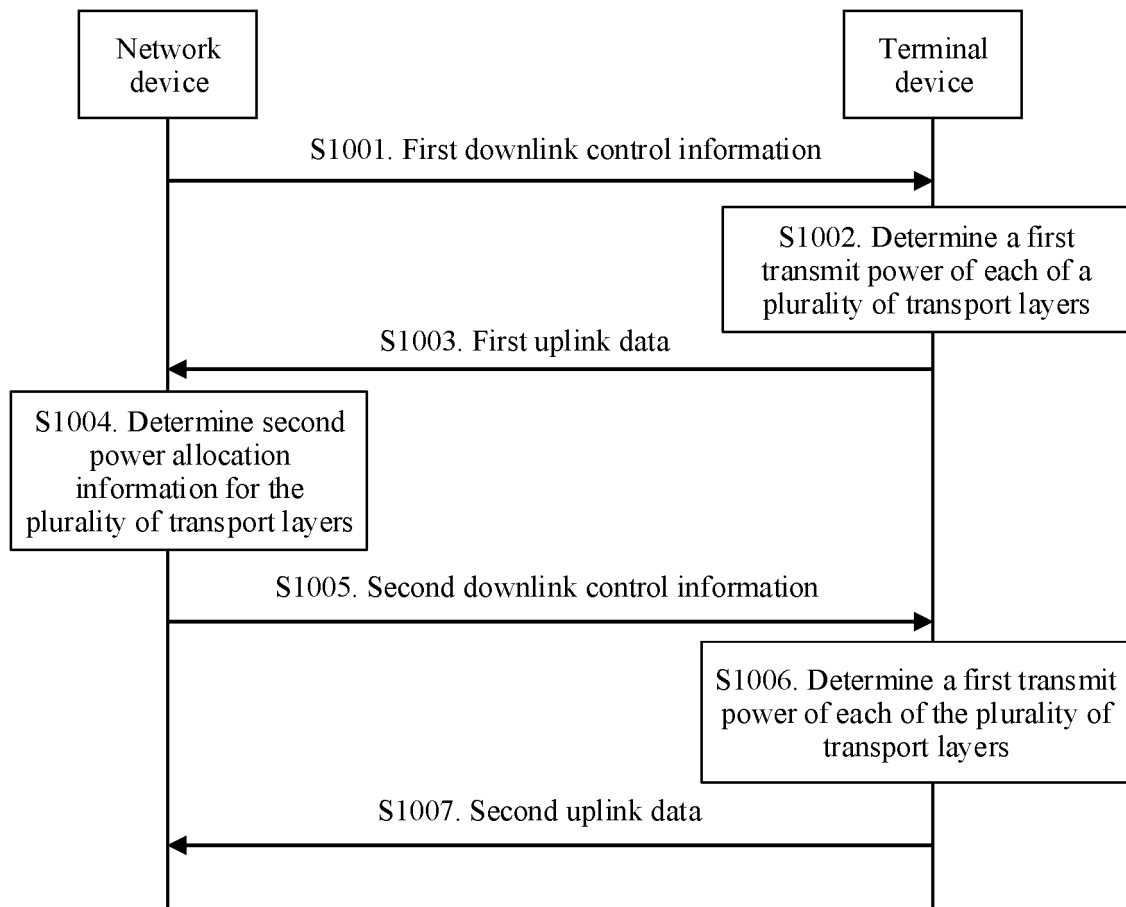 Network
device
Terminal
device
S1001. First downlink control information
S1002. Determine a first
transmit power of each of a
plurality of transport layers
S1003. First uplink data
S1004. Determine second
power allocation
information for the
plurality of transport layers
S1005. Second downlink control information
S1006. Determine a first transmit
power of each of the plurality of
transport layers
S1007. Second uplink data